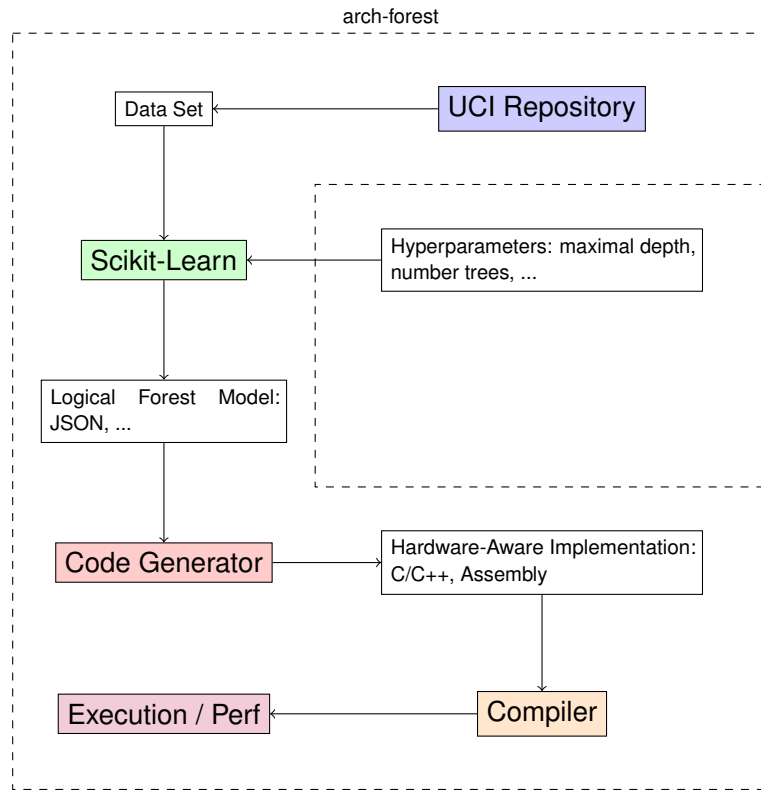 arch-forest
Data Set
UCI Repository
Scikit-Learn
Hyperparameters: maximal depth,
number trees, ...
Logical Forest Model:
JSON, ...
Code Generator
Hardware-Aware Implementation:
C/C++, Assembly
Execution / Perf
Compiler